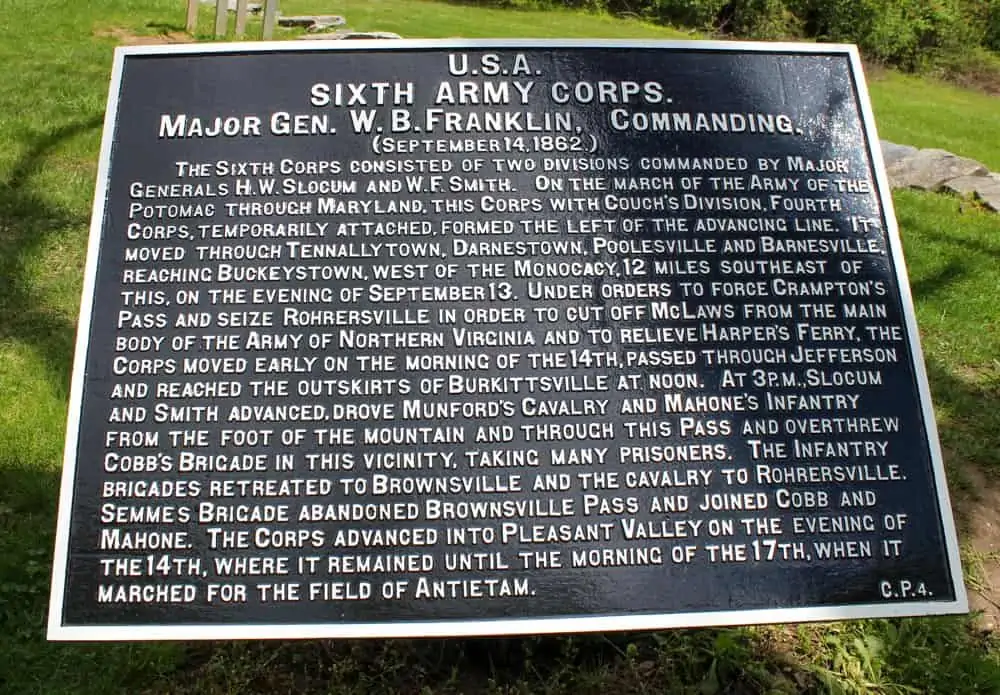 U.S.A.
SIXTH ARMY CORPS.
MAJOR GEN. W.B. FRANKLIN, COMMANDING.
(SEPTEMBER 14, 1862.)
THE SIXTH CORPS CONSISTED OF TWO DIVISIONS COMMANDED BY MAJOR
GENERALS H.W. SLOCUM AND W.F. SMITH. ON THE MARCH OF THE ARMY OF THE
POTOMAC THROUGH MARYLAND, THIS CORPS WITH COUCH'S DIVISION, FOURTH
CORPS, TEMPORARILY ATTACHED, FORMED THE LEFT OF THE ADVANCING LINE. IT
MOVED THROUGH TENNALLYTOWN, DARNESTOWN, POOLESVILLE AND BARNESVILLE,
REACHING BUCKEYSTOWN, WEST OF THE MONOCACY, 12 MILES SOUTHEAST OF
THIS, ON THE EVENING OF SEPTEMBER 13. UNDER ORDERS TO FORCE CRAMPTON'S
PASS AND SEIZE ROHRERSVILLE IN ORDER TO CUT OFF MCLAWS FROM THE MAIN
BODY OF THE ARMY OF NORTHERN VIRGINIA AND TO RELIEVE HARPER'S FERRY, THE
CORPS MOVED EARLY ON THE MORNING OF THE 14TH, PASSED THROUGH JEFFERSON
AND REACHED THE OUTSKIRTS OF BURKITTSVILLE AT NOON. AT 3 P.M., SLOCUM
AND SMITH ADVANCED, DROVE MUNFORD'S CAVALRY AND MAHONE'S INFANTRY
FROM THE FOOT OF THE MOUNTAIN AND THROUGH THIS PASS AND OVERTHREW
COBB'S BRIGADE IN THIS VICINITY, TAKING MANY PRISONERS. THE INFANTRY
BRIGADES RETREATED TO BROWNSVILLE AND THE CAVALRY TO ROHRERSVILLE.
SEMMES BRIGADE ABANDONED BROWNSVILLE PASS AND JOINED COBB AND
MAHONE. THE CORPS ADVANCED INTO PLEASANT VALLEY ON THE EVENING OF
THE 14TH, WHERE IT REMAINED UNTIL THE MORNING OF THE 17TH, WHEN IT
MARCHED FOR THE FIELD OF ANTIETAM.
C.P.4.